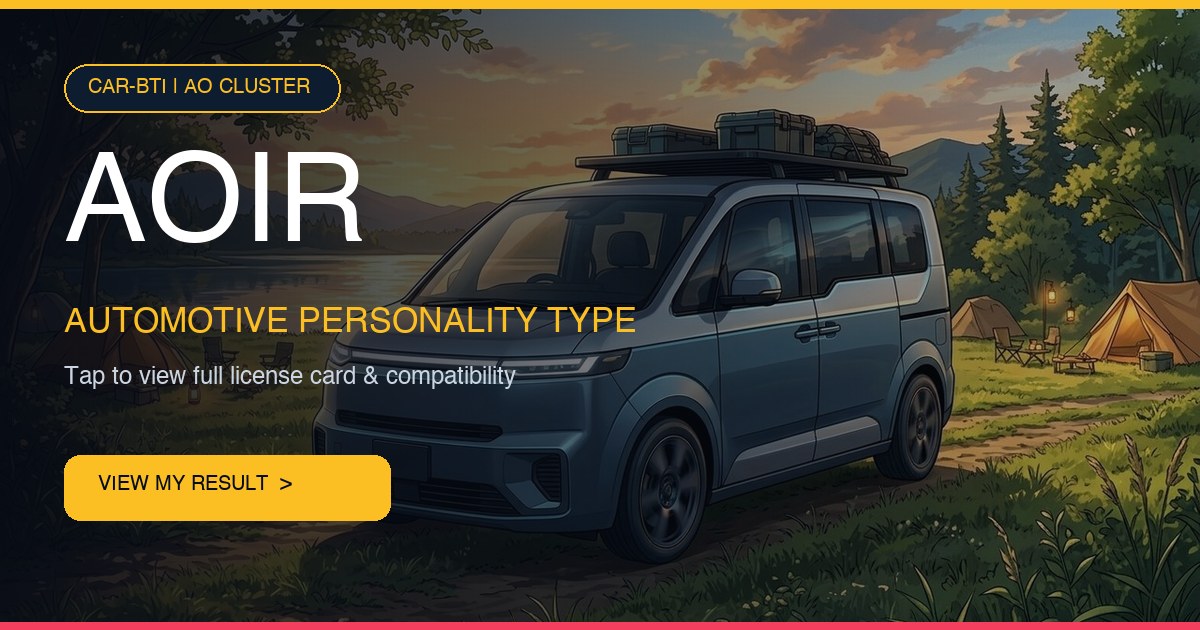 CAR-BTI | AO CLUSTER
AOIR
AUTOMOTIVE PERSONALITY TYPE
Tap to view full license card & compatibility
VIEW MY RESULT >